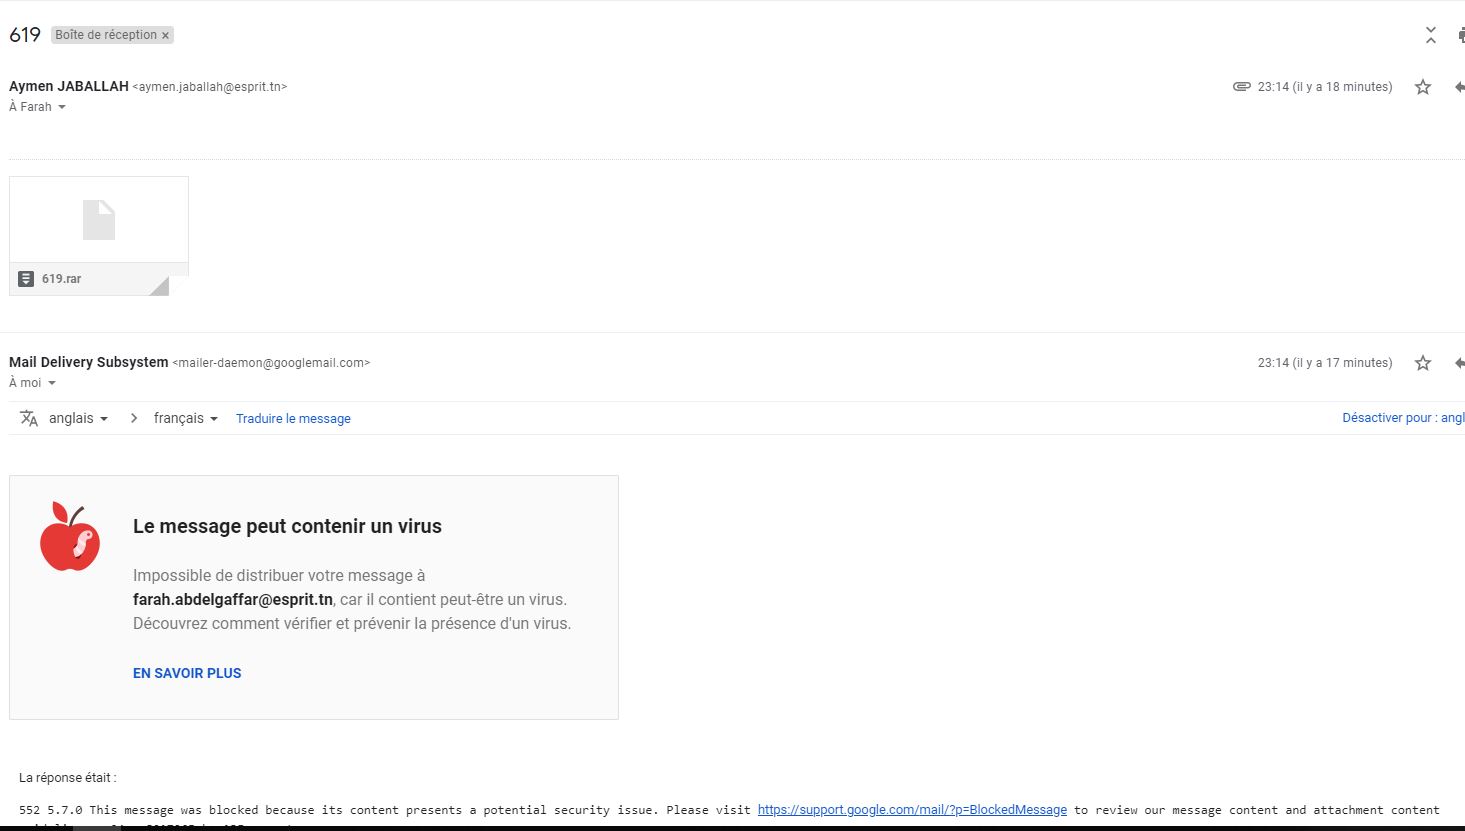 619 Boîte de réception ×
Aymen JABALLAH <aymen.jaballah@esprit.tn> 23:14 (il y a 18 minutes)
À Farah
619.rar
Mail Delivery Subsystem <mailer-daemon@googlemail.com> 23:14 (il y a 17 minutes)
À moi
anglais > français Traduire le message Désactiver pour : angl
Le message peut contenir un virus
Impossible de distribuer votre message à
farah.abdelgaffar@esprit.tn, car il contient peut-être un virus.
Découvrez comment vérifier et prévenir la présence d'un virus.
EN SAVOIR PLUS
La réponse était :
552 5.7.0 This message was blocked because its content presents a potential security issue. Please visit https://support.google.com/mail/?p=BlockedMessage to review our message content and attachment content